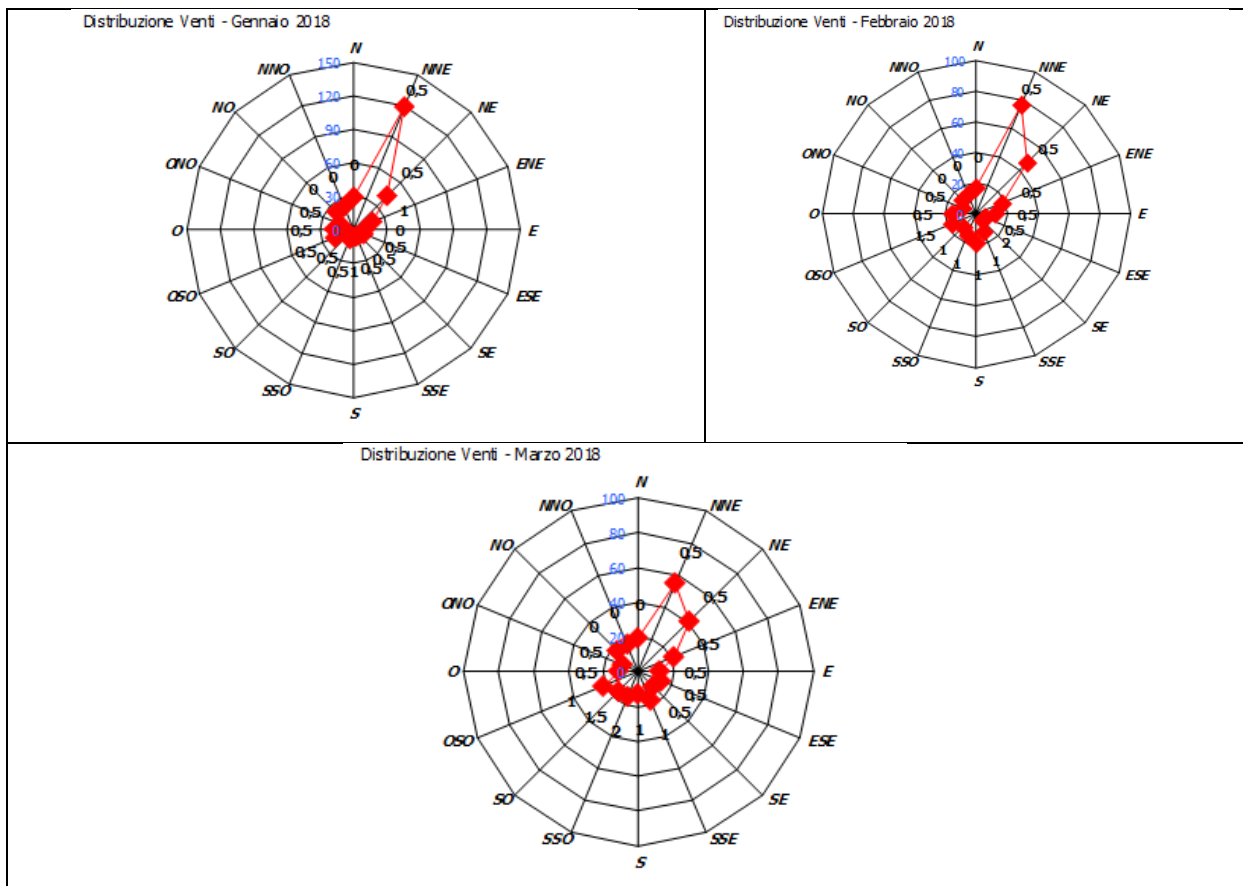 Distribuzione Venti - Gennaio 2018
N
NNO
150
NNE
120
0,5
NO
NE
90
ONO
60
0
ENE
0
0,5
0
30
0,5
1
O
0,5
0
0
E
0,5
0,5
0,5
0,5
0,5
1
0,5
OSO
ESE
SO
SE
SSO
SSE
S
Distribuzione Venti - Febbraio 2018
N
NNO
100
NNE
80
0,5
NO
NE
60
ONO
40
0
0,5
ENE
0
0
20
0,5
0,5
O
0,5
0
0,5
E
1,5
0,5
1
2
1
1
1
OSO
ESE
SO
SE
SSO
SSE
S
Distribuzione Venti - Marzo 2018
N
NNO
100
NNE
80
NO
0,5
NE
60
ONO
40
0
0,5
ENE
0
0
20
0,5
0,5
O
0,5
0
0,5
E
1
0,5
1,5
0,5
2
1
1
OSO
ESE
SO
SE
SSO
SSE
S